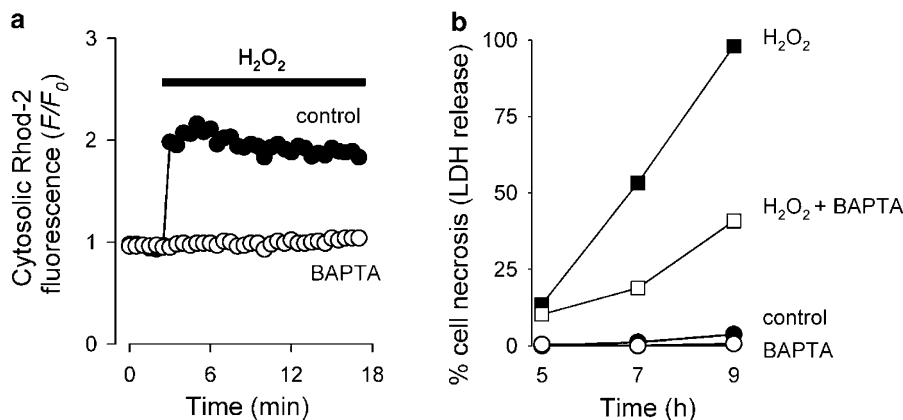 a
Cytosolic Rhod-2
fluorescence (F/F₀)
3
2
1
0
H₂O₂
control
BAPTA
0 6 12 18
Time (min)
b
% cell necrosis (LDH release)
100
75
50
25
0
H₂O₂
H₂O₂ + BAPTA
control
BAPTA
5 7 9
Time (h)